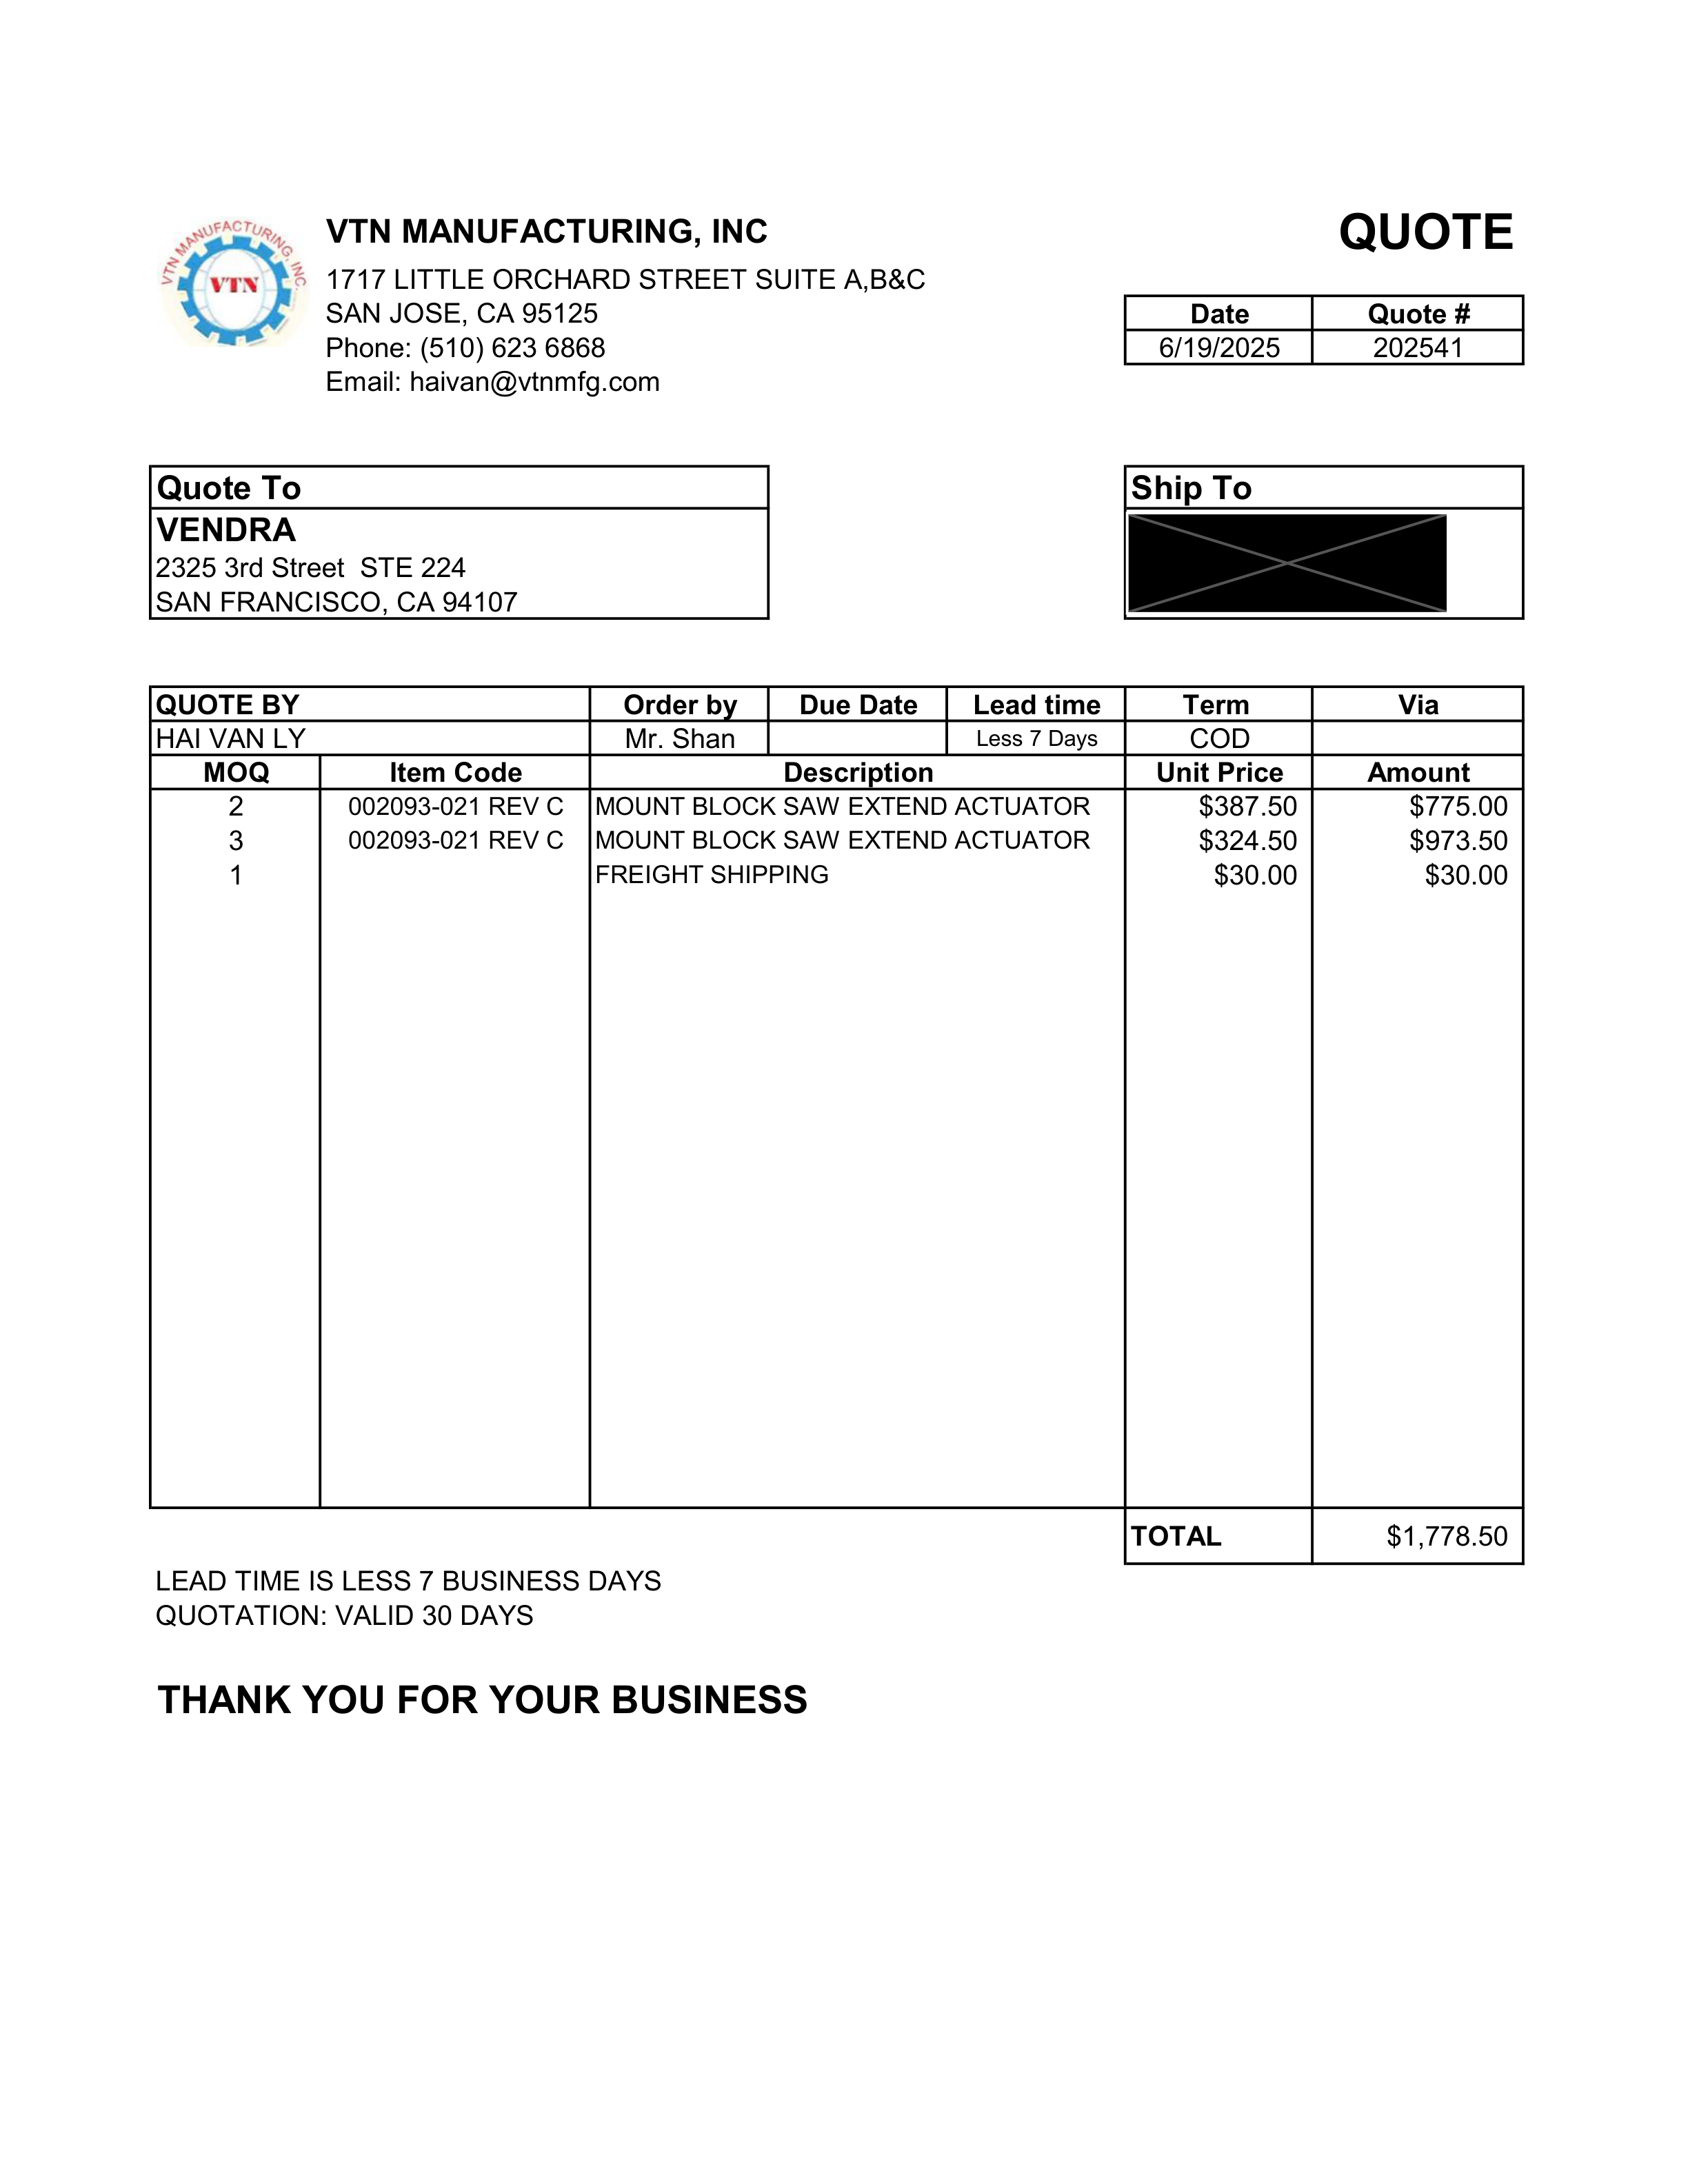 VTN MANUFACTURING, INC.
VTN
VTN MANUFACTURING, INC
1717 LITTLE ORCHARD STREET SUITE A,B&C
SAN JOSE, CA 95125
Phone: (510) 623 6868
Email: haivan@vtnmfg.com
QUOTE
Date Quote #
6/19/2025 202541
Quote To
VENDRA
2325 3rd Street  STE 224
SAN FRANCISCO, CA 94107
Ship To
QUOTE BY Order by Due Date Lead time Term Via
HAI VAN LY Mr. Shan Less 7 Days COD
MOQ Item Code Description Unit Price Amount
2 002093-021 REV C MOUNT BLOCK SAW EXTEND ACTUATOR $387.50 $775.00
3 002093-021 REV C MOUNT BLOCK SAW EXTEND ACTUATOR $324.50 $973.50
1 FREIGHT SHIPPING $30.00 $30.00
TOTAL $1,778.50
LEAD TIME IS LESS 7 BUSINESS DAYS
QUOTATION: VALID 30 DAYS
THANK YOU FOR YOUR BUSINESS